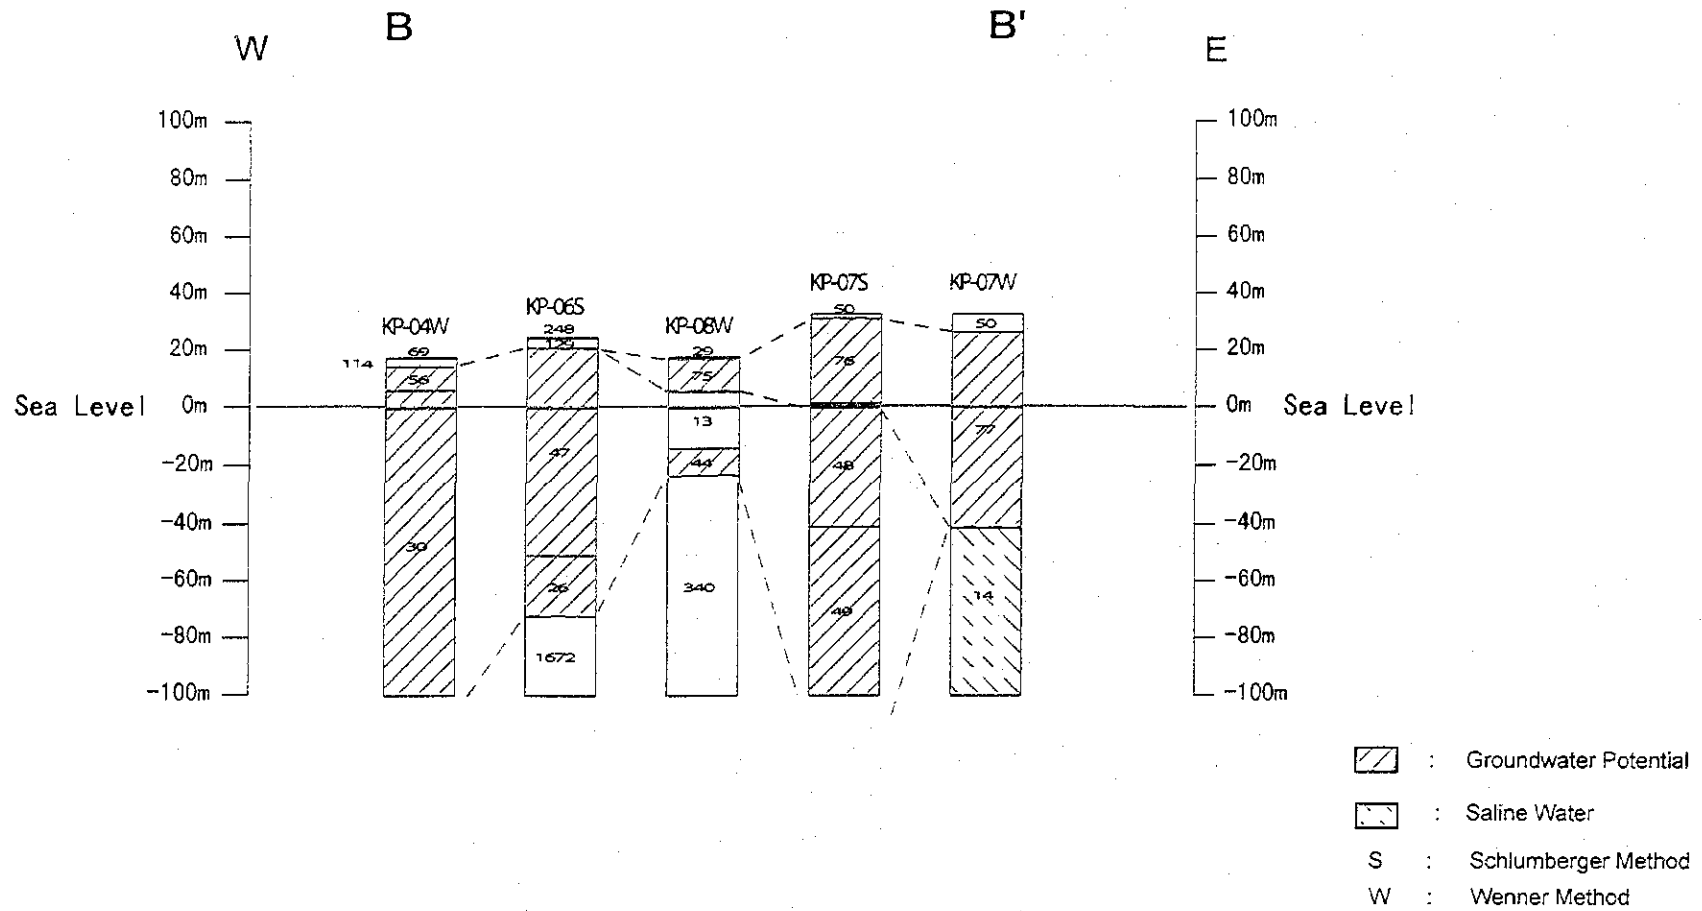 B B'
W E
100m 100m
80m 80m
60m 60m
40m 40m
KP-07S KP-07W
KP-06S
50
248 50
KP-04W KP-08W
129
20m 20m
69 29
114 76
56 75
Sea Level 0m 0m Sea Level
13
77
47
-20m 44 48 -20m
-40m -40m
30
-60m 26 340 14 -60m
49
-80m -80m
1672
-100m -100m
: Groundwater Potential
: Saline Water
S : Schlumberger Method
W : Wenner Method